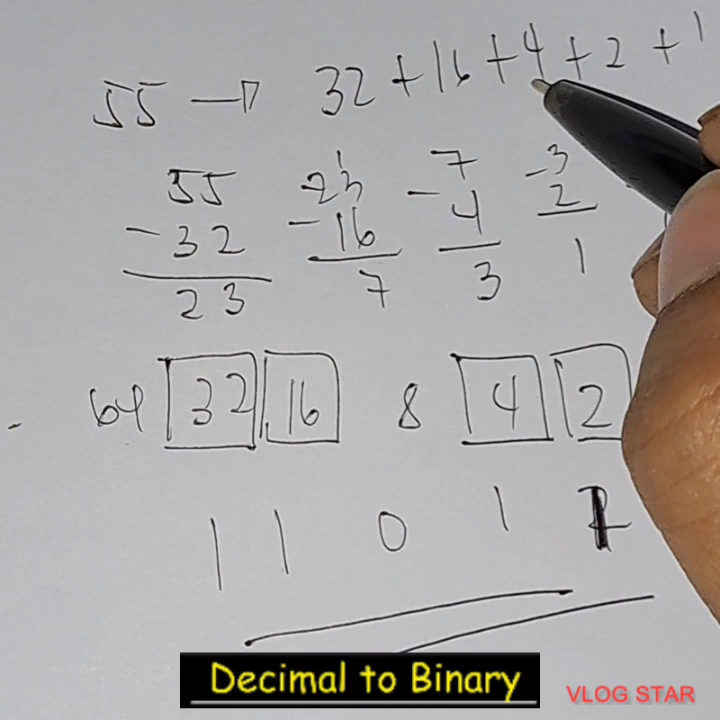 55 → 32 + 16 + 4 + 2 + 1
55 23 7 3
- 32 - 16 - 4 - 2
23 7 3 1
64 32 16 8 4 2
1 1 0 1 1
Decimal to Binary
VLOG STAR